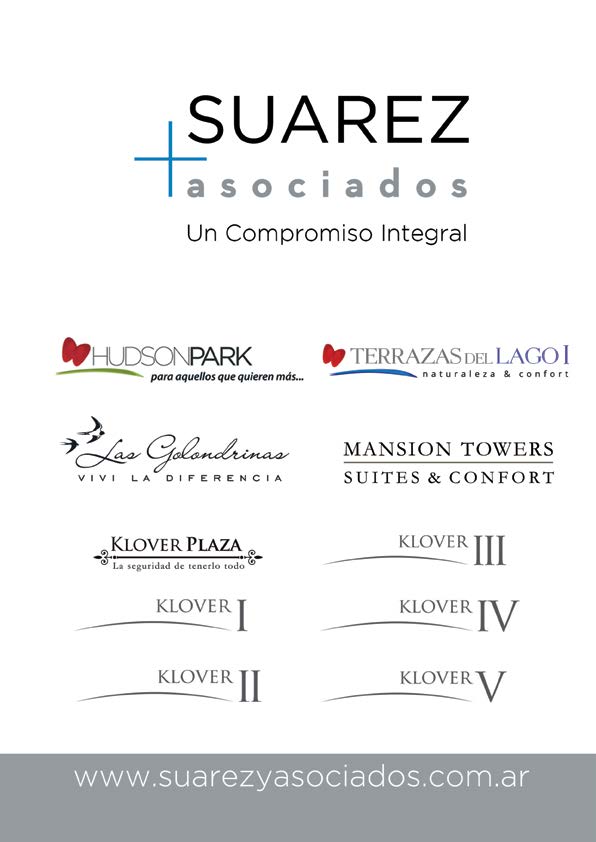 SUAREZ
+asociados
Un Compromiso Integral
HUDSONPARK
para aquellos que quieren más...
TERRAZAS DEL LAGO I
naturaleza & confort
Las Golondrinas
VIVI LA DIFERENCIA
MANSION TOWERS
SUITES & CONFORT
KLOVER PLAZA
La seguridad de tenerlo todo
KLOVER III
KLOVER I
KLOVER IV
KLOVER II
KLOVER V
www.suarezyasociados.com.ar